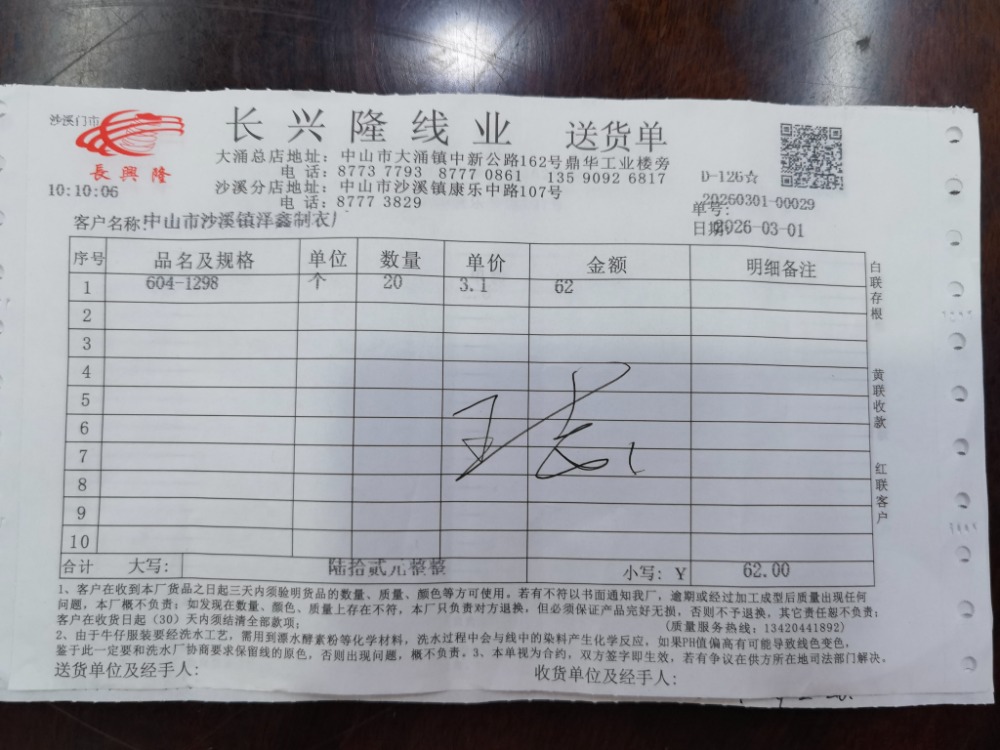 沙溪门市
長興隆
10:10:06
长兴隆线业 送货单
大涌总店地址：中山市大涌镇中新公路162号鼎华工业楼旁
电话：8773 7793 8777 0861 135 9092 6817
沙溪分店地址：中山市沙溪镇康乐中路107号
电话：8777 3829
D-126☆
单号：20260301-00029
日期：2026-03-01
客户名称：中山市沙溪镇洋鑫制衣厂
序号 品名及规格 单位 数量 单价 金额 明细备注
1 604-1298 个 20 3.1 62
2
3
4
5
6
7
8
9
10
合计 大写： 陆拾贰元整整 小写：Y 62.00
白联存根
黄联收款
红联客户
1、客户在收到本厂货品之日起三天内须验明货品的数量、质量、颜色等方可使用。若有不符以书面通知我厂，逾期或经过加工成型后质量出现任何
问题，本厂概不负责；如发现在数量、颜色、质量上存在不符，本厂只负责对方退换，但必须保证产品完好无损，否则不予退换，其它责任恕不负责；
客户在收货日起（30）天内须结清全部款项； （质量服务热线：13420441892）
2、由于牛仔服装要经洗水工艺，需用到漂水酵素粉等化学材料，洗水过程中会与线中的染料产生化学反应，如果PH值偏高有可能导致线色变色，
鉴于此一定要和洗水厂协商要求保留线的原色，否则出现问题，概不负责。3、本单视为合约，双方签字即生效，若有争议在供方所在地司法部门解决。
送货单位及经手人： 收货单位及经手人：